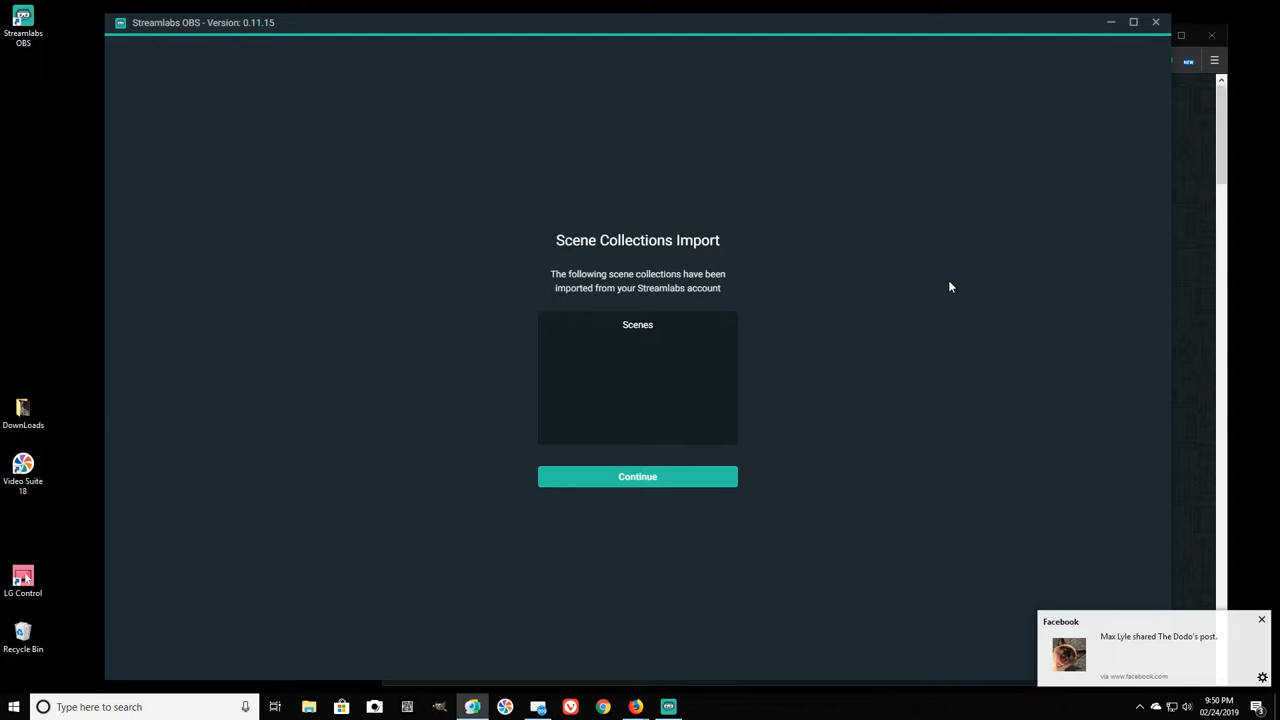 Streamlabs OBS - Version: 0.11.15
Streamlabs
OBS
NEW
Scene Collections Import
The following scene collections have been
imported from your Streamlabs account
Scenes
Continue
DownLoads
Video Suite
18
LG Control
Recycle Bin
Facebook
Max Lyle shared The Dodo's post.
via www.facebook.com
Type here to search
9:50 PM
02/24/2019
3